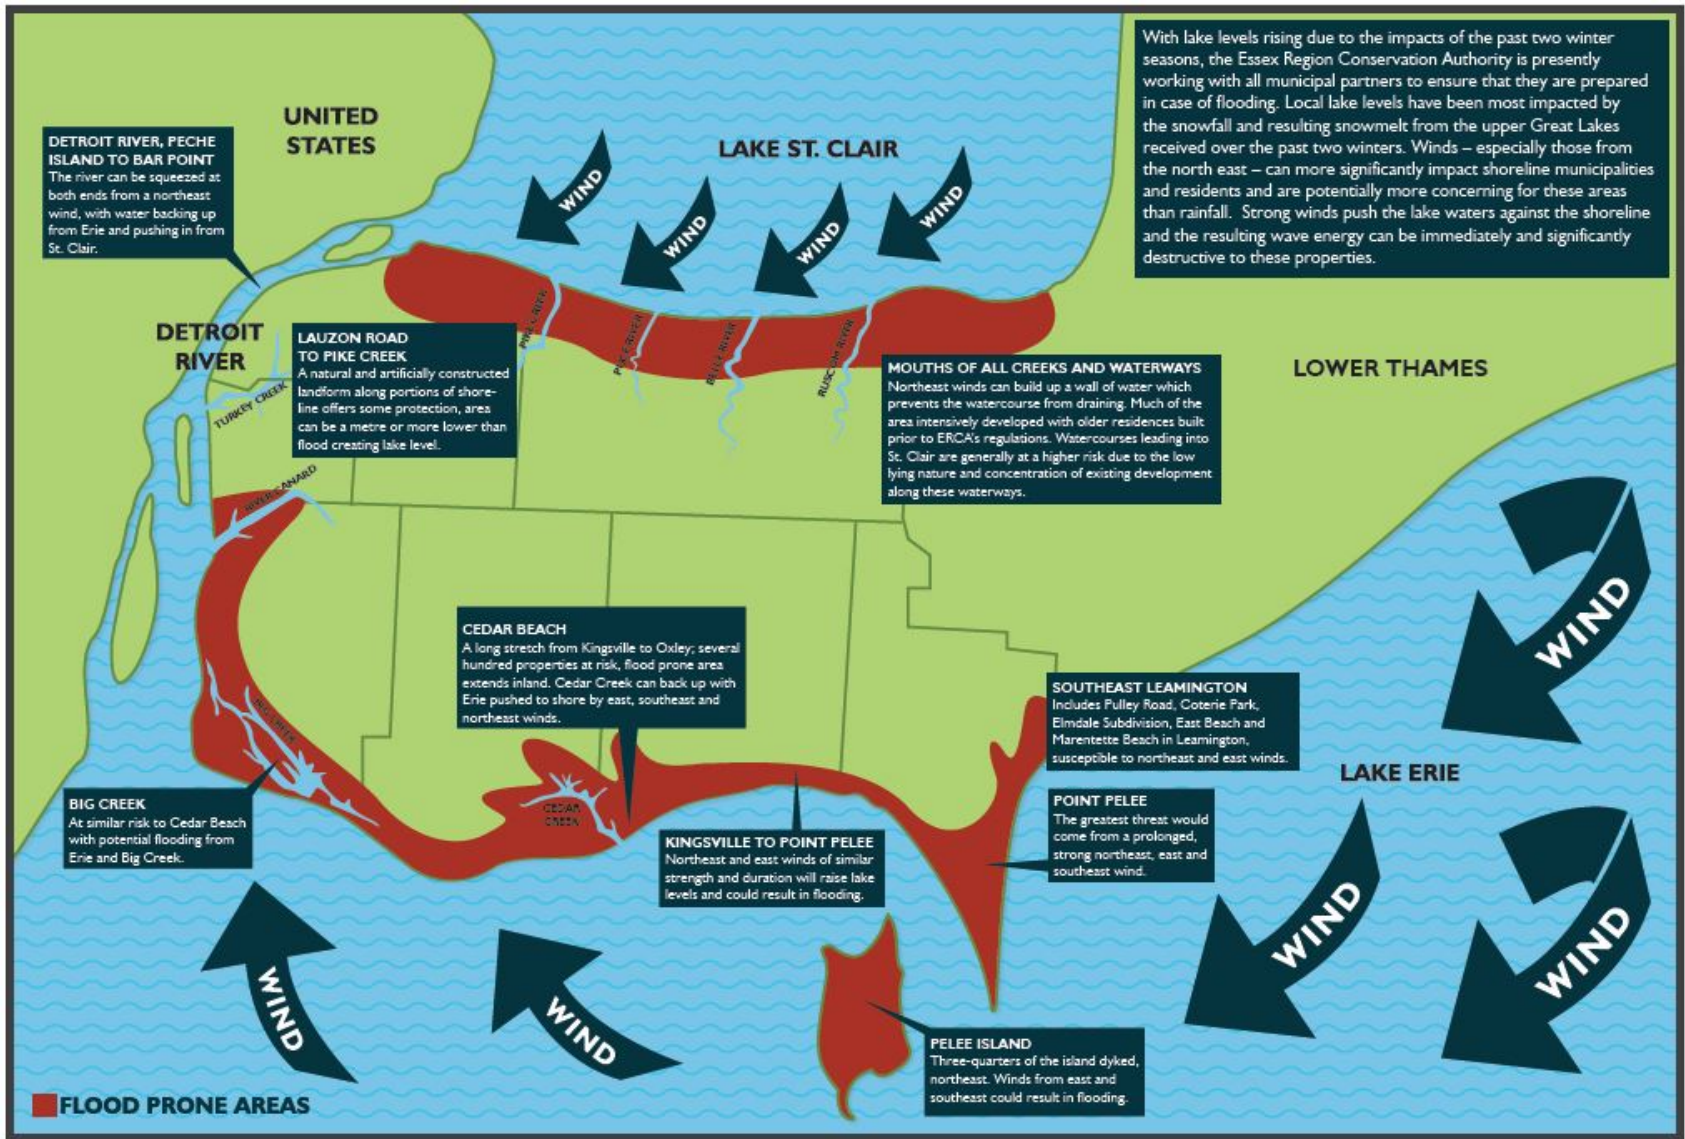 With lake levels rising due to the impacts of the past two winter
seasons, the Essex Region Conservation Authority is presently
working with all municipal partners to ensure that they are prepared
in case of flooding. Local lake levels have been most impacted by
the snowfall and resulting snowmelt from the upper Great Lakes
received over the past two winters. Winds – especially those from
the north east – can more significantly impact shoreline municipalities
and residents and are potentially more concerning for these areas
than rainfall. Strong winds push the lake waters against the shoreline
and the resulting wave energy can be immediately and significantly
destructive to these properties.
UNITED
STATES
LAKE ST. CLAIR
DETROIT RIVER, PECHE
ISLAND TO BAR POINT
The river can be squeezed at
both ends from a northeast
wind, with water backing up
from Erie and pushing in from
St. Clair.
WIND
WIND
WIND
WIND
DETROIT
RIVER
LAUZON ROAD
TO PIKE CREEK
A natural and artificially constructed
landform along portions of shore-
line offers some protection, area
can be a metre or more lower than
flood creating lake level.
PIKE CREEK
PUCE RIVER
BELLE RIVER
RUSCOM RIVER
TURKEY CREEK
MOUTHS OF ALL CREEKS AND WATERWAYS
Northeast winds can build up a wall of water which
prevents the watercourse from draining. Much of the
area intensively developed with older residences built
prior to ERCA's regulations. Watercourses leading into
St. Clair are generally at a higher risk due to the low
lying nature and concentration of existing development
along these waterways.
LOWER THAMES
RIVER CANARD
WIND
CEDAR BEACH
A long stretch from Kingsville to Oxley; several
hundred properties at risk, flood prone area
extends inland. Cedar Creek can back up with
Erie pushed to shore by east, southeast and
northeast winds.
SOUTHEAST LEAMINGTON
Includes Pulley Road, Coterie Park,
Elmdale Subdivision, East Beach and
Marentette Beach in Leamington,
susceptible to northeast and east winds.
BIG CREEK
LAKE ERIE
BIG CREEK
At similar risk to Cedar Beach
with potential flooding from
Erie and Big Creek.
CEDAR
CREEK
KINGSVILLE TO POINT PELEE
Northeast and east winds of similar
strength and duration will raise lake
levels and could result in flooding.
POINT PELEE
The greatest threat would
come from a prolonged,
strong northeast, east and
southeast wind.
WIND
WIND
WIND
WIND
PELEE ISLAND
Three-quarters of the island dyked,
northeast. Winds from east and
southeast could result in flooding.
FLOOD PRONE AREAS